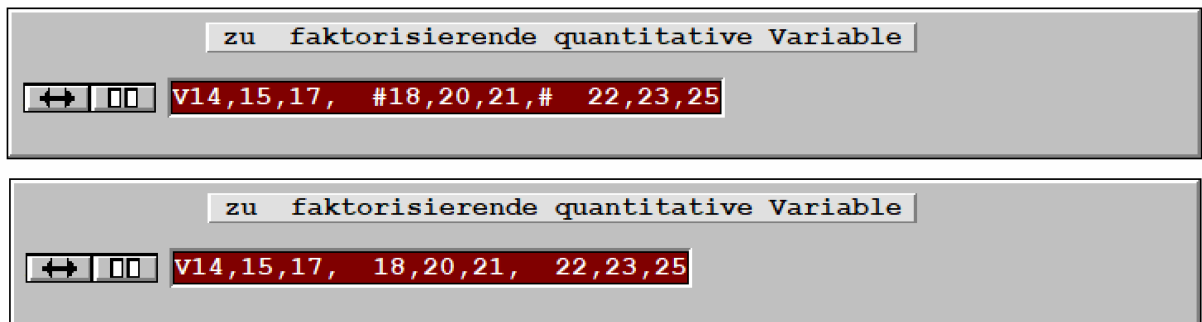 zu faktorisierende quantitative Variable
V14,15,17, #18,20,21,# 22,23,25
zu faktorisierende quantitative Variable
V14,15,17, 18,20,21, 22,23,25